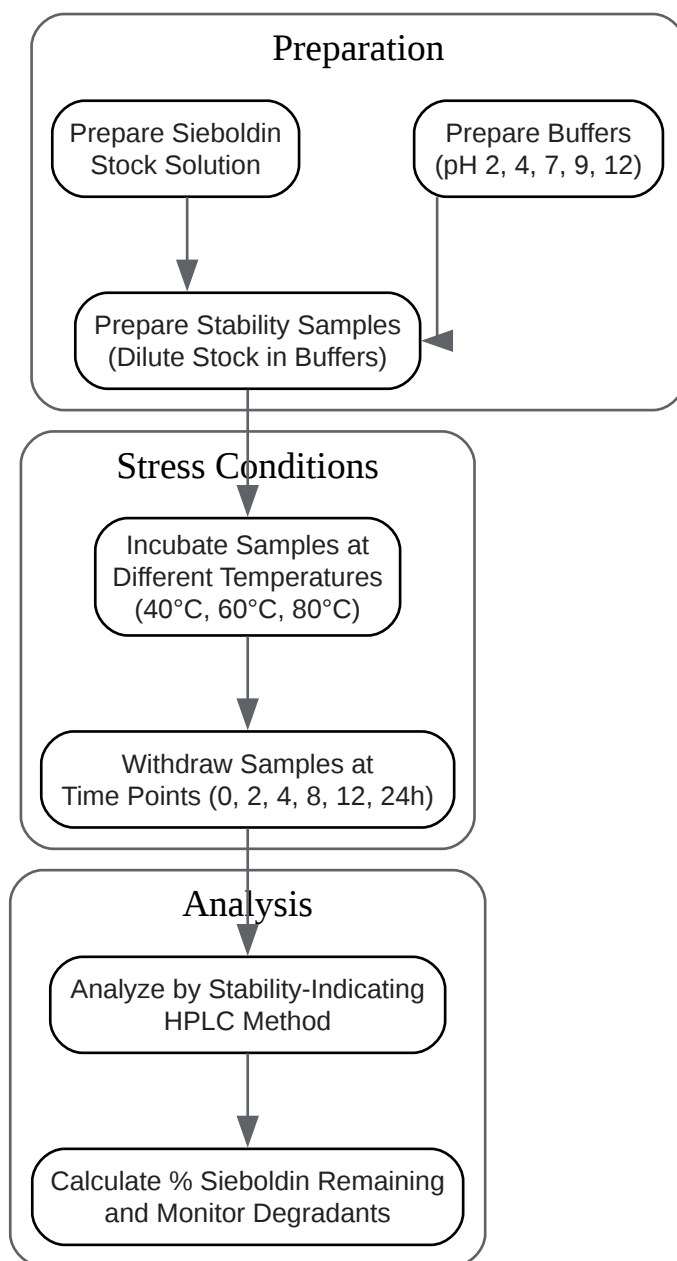 Preparation
Prepare Sieboldin
Stock Solution
Prepare Buffers
(pH 2, 4, 7, 9, 12)
Prepare Stability Samples
(Dilute Stock in Buffers)
Stress Conditions
Incubate Samples at
Different Temperatures
(40°C, 60°C, 80°C)
Withdraw Samples at
Time Points (0, 2, 4, 8, 12, 24h)
Analysis
Analyze by Stability-Indicating
HPLC Method
Calculate % Sieboldin Remaining
and Monitor Degradants